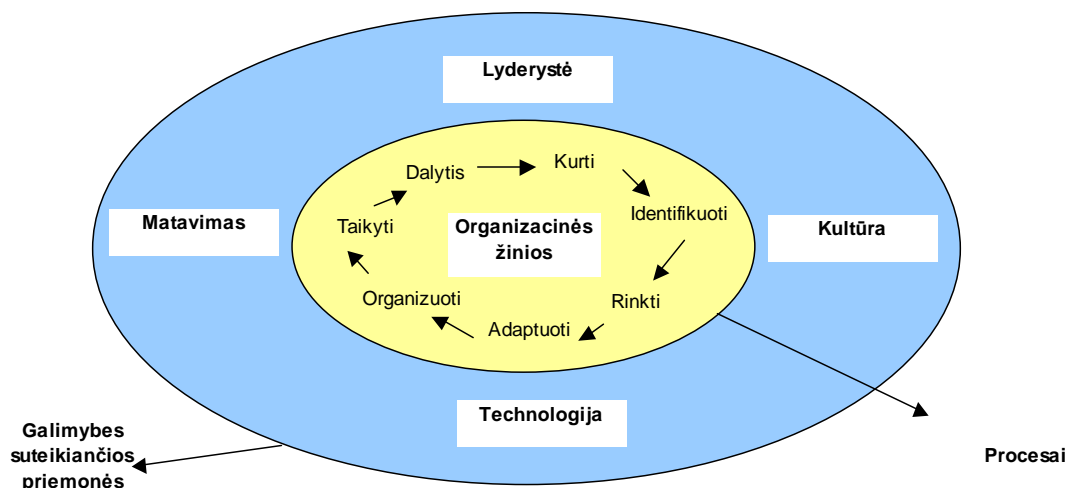 Lyderystė
Dalytis
Kurti
Matavimas
Taikyti
Organizacinės
žinios
Identifikuoti
Kultūra
Organizuoti
Rinkti
Adaptuoti
Technologija
Galimybes
suteikiančios
priemonės
Procesai